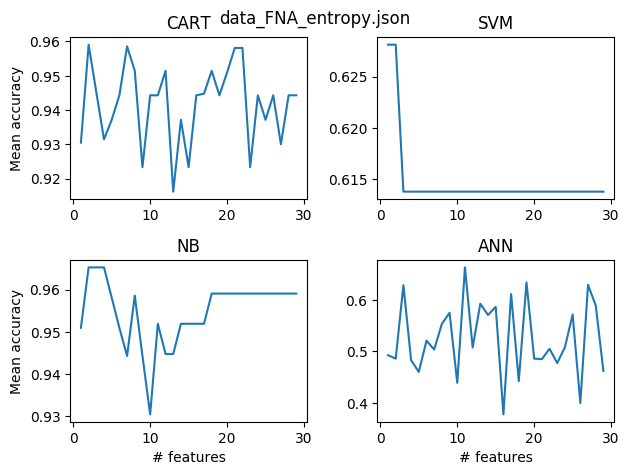 data_FNA_entropy.json
CART
SVM
Mean accuracy
0.96
0.95
0.94
0.93
0.92
0 10 20 30
0.625
0.620
0.615
0 10 20 30
NB
ANN
Mean accuracy
0.96
0.95
0.94
0.93
0 10 20 30
# features
0.6
0.5
0.4
0 10 20 30
# features